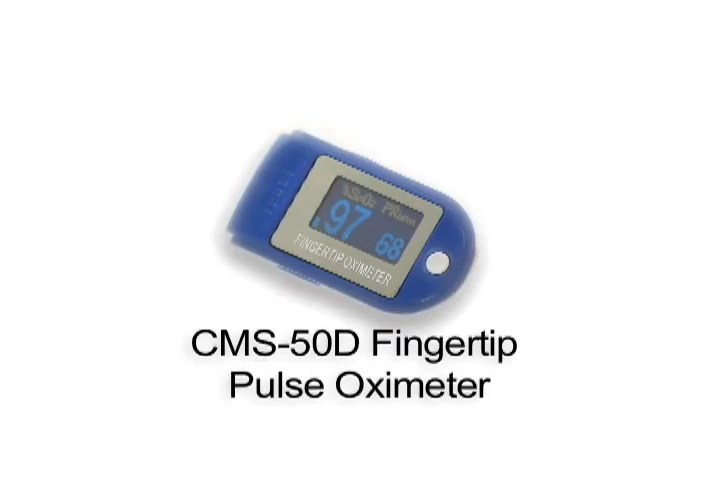 %SpO2 PRbpm
97 68
FINGERTIP OXIMETER
CMS-50D Fingertip
Pulse Oximeter